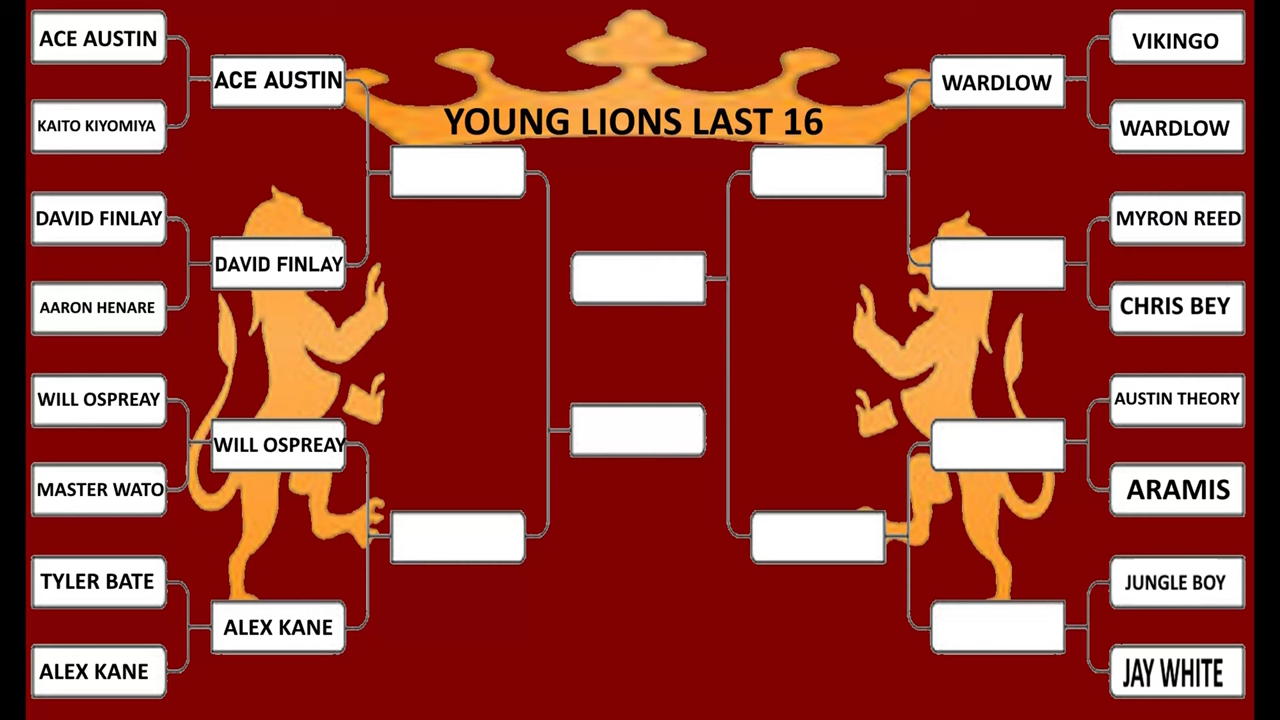 YOUNG LIONS LAST 16
ACE AUSTIN
KAITO KIYOMIYA
DAVID FINLAY
AARON HENARE
WILL OSPREAY
MASTER WATO
TYLER BATE
ALEX KANE
ACE AUSTIN
DAVID FINLAY
WILL OSPREAY
ALEX KANE
WARDLOW
VIKINGO
WARDLOW
MYRON REED
CHRIS BEY
AUSTIN THEORY
ARAMIS
JUNGLE BOY
JAY WHITE